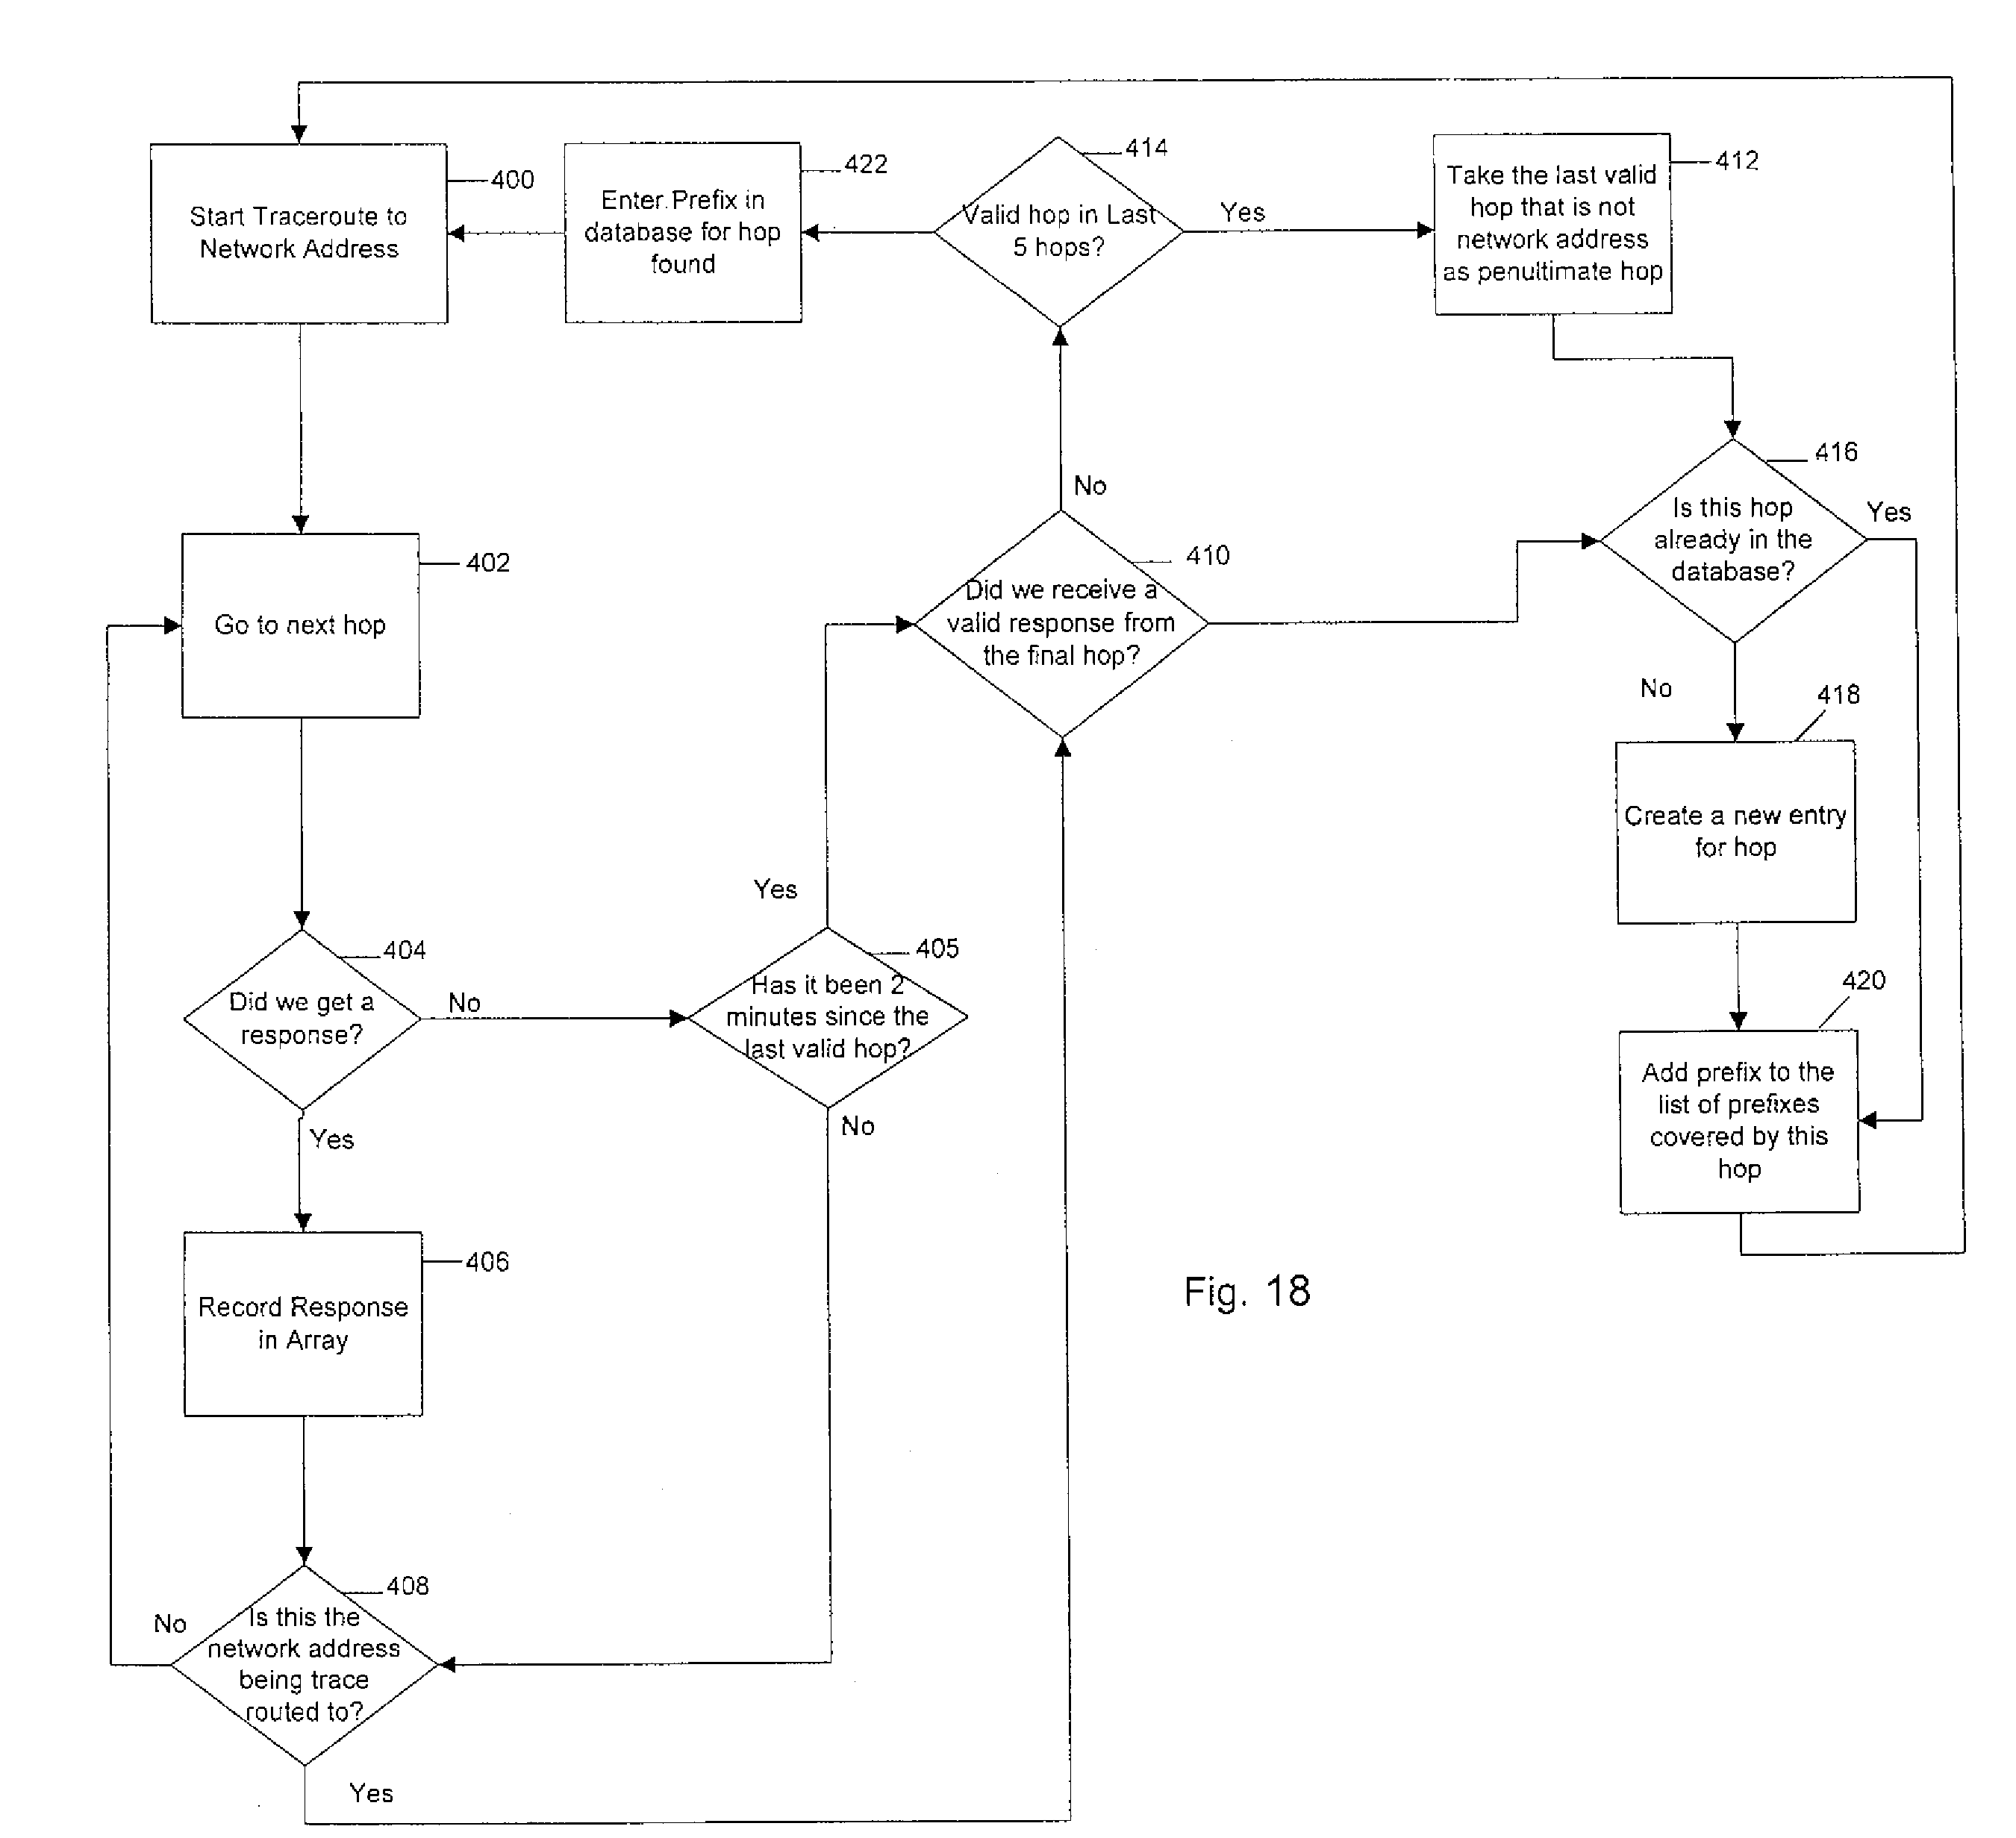 414
Valid hop in Last
5 hops?
Yes
412
Take the last valid
hop that is not
network address
as penultimate hop
422
Enter Prefix in
database for hop
found
400
Start Traceroute to
Network Address
No
416
Is this hop
already in the
database?
Yes
402
Go to next hop
410
Did we receive a
valid response from
the final hop?
No
418
Create a new entry
for hop
Yes
404
Did we get a
response?
No
405
Has it been 2
minutes since the
last valid hop?
420
Add prefix to the
list of prefixes
covered by this
hop
Yes
No
406
Record Response
in Array
Fig. 18
408
No
Is this the
network address
being trace
routed to?
Yes